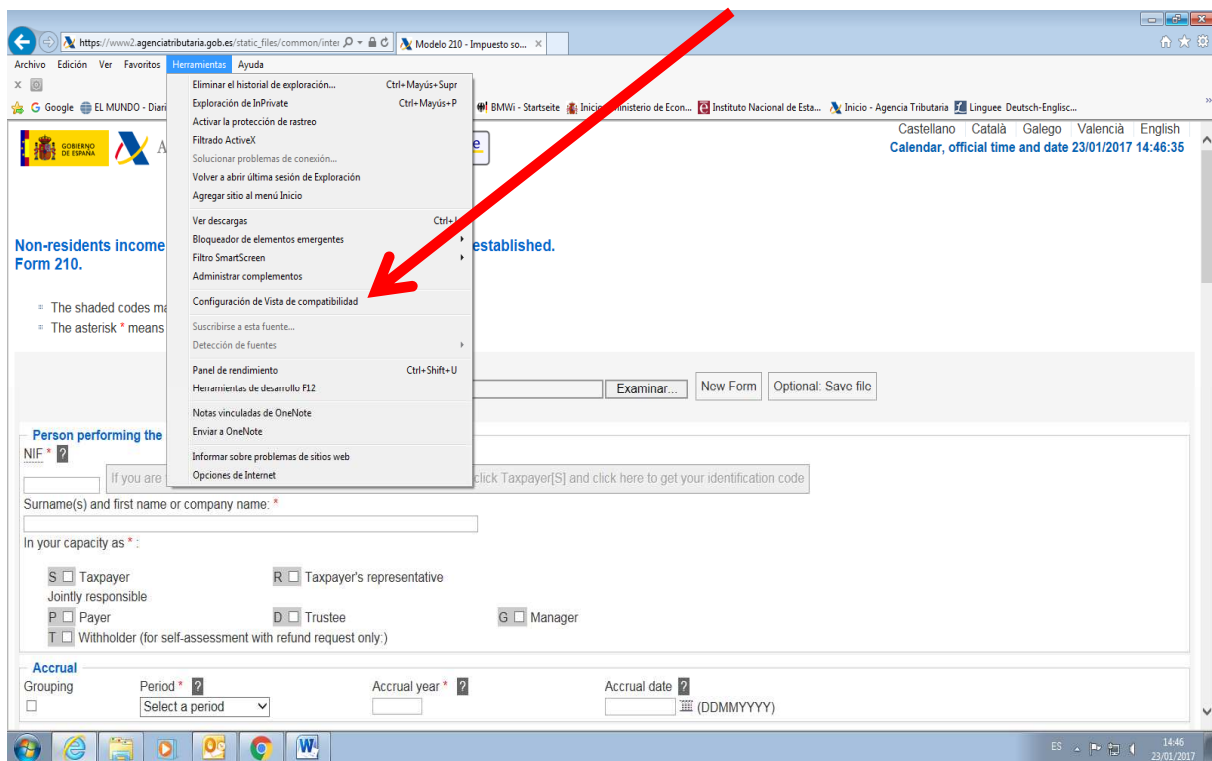 https://www2.agenciatributaria.gob.es/static_files/common/inter
Modelo 210 - Impuesto so...
Archivo Edición Ver Favoritos Herramientas Ayuda
Google EL MUNDO - Diari BMWi - Startseite Inicio Ministerio de Econ... Instituto Nacional de Esta... Inicio - Agencia Tributaria Linguee Deutsch-Englisc...
Eliminar el historial de exploración... Ctrl+Mayús+Supr
Exploración de InPrivate Ctrl+Mayús+P
Activar la protección de rastreo
Filtrado ActiveX
Solucionar problemas de conexión...
Volver a abrir última sesión de Exploración
Agregar sitio al menú Inicio
Ver descargas Ctrl+J
Bloqueador de elementos emergentes
Filtro SmartScreen
Administrar complementos
Configuración de Vista de compatibilidad
Suscribirse a esta fuente...
Detección de fuentes
Panel de rendimiento Ctrl+Shift+U
Herramientas de desarrollo F12
Notas vinculadas de OneNote
Enviar a OneNote
Informar sobre problemas de sitios web
Opciones de Internet
GOBIERNO
DE ESPAÑA
A
e
Castellano Català Galego Valencià English
Calendar, official time and date 23/01/2017 14:46:35
Non-residents income established.
Form 210.
The shaded codes ma
The asterisk * means
Examinar... New Form Optional: Save file
Person performing the
NIF * ?
If you are click Taxpayer[S] and click here to get your identification code
Surname(s) and first name or company name: *
In your capacity as * :
S Taxpayer R Taxpayer's representative
Jointly responsible
P Payer D Trustee G Manager
T Withholder (for self-assessment with refund request only:)
Accrual
Grouping Period * ? Accrual year * ? Accrual date ?
Select a period (DDMMYYYY)
ES 14:46
23/01/2017